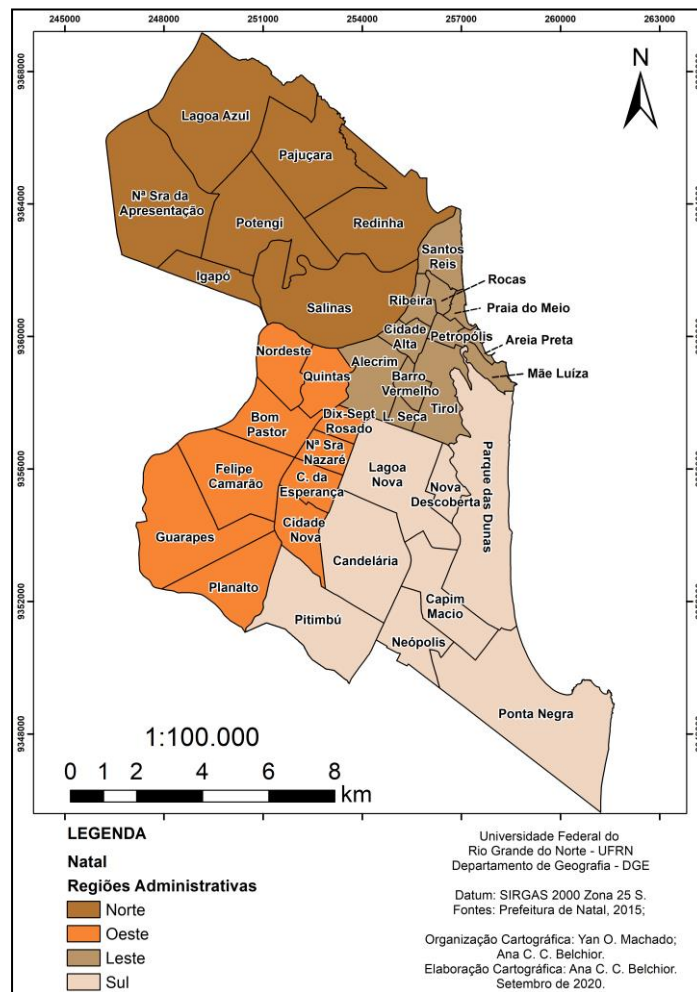 245000 248000 251000 254000 257000 260000 263000
9368000
N
Lagoa Azul
Pajuçara
9364000
Nª Sra da
Apresentação
Potengi
Redinha
Santos
Reis
Igapó
Rocas
Salinas
Ribeira
Praia do Meio
9360000
Cidade
Alta
Petropólis
Areia Preta
Nordeste
Alecrim
Mãe Luíza
Quintas
Barro
Vermelho
Tirol
L. Seca
Dix-Sept
Rosado
Bom
Pastor
Nª Sra
Nazaré
9356000
Lagoa
Nova
Parque das Dunas
Felipe
Camarão
C. da
Esperança
Nova
Descoberta
Guarapes
Cidade
Nova
Candelária
9352000
Planalto
Capim
Macio
Pitimbú
Neópolis
Ponta Negra
9348000
1:100.000
0 1 2 4 6 8
km
LEGENDA
Natal
Regiões Administrativas
Norte
Oeste
Leste
Sul
Universidade Federal do
Rio Grande do Norte - UFRN
Departamento de Geografia - DGE
Datum: SIRGAS 2000 Zona 25 S.
Fontes: Prefeitura de Natal, 2015;
Organização Cartográfica: Yan O. Machado;
Ana C. C. Belchior.
Elaboração Cartográfica: Ana C. C. Belchior.
Setembro de 2020.